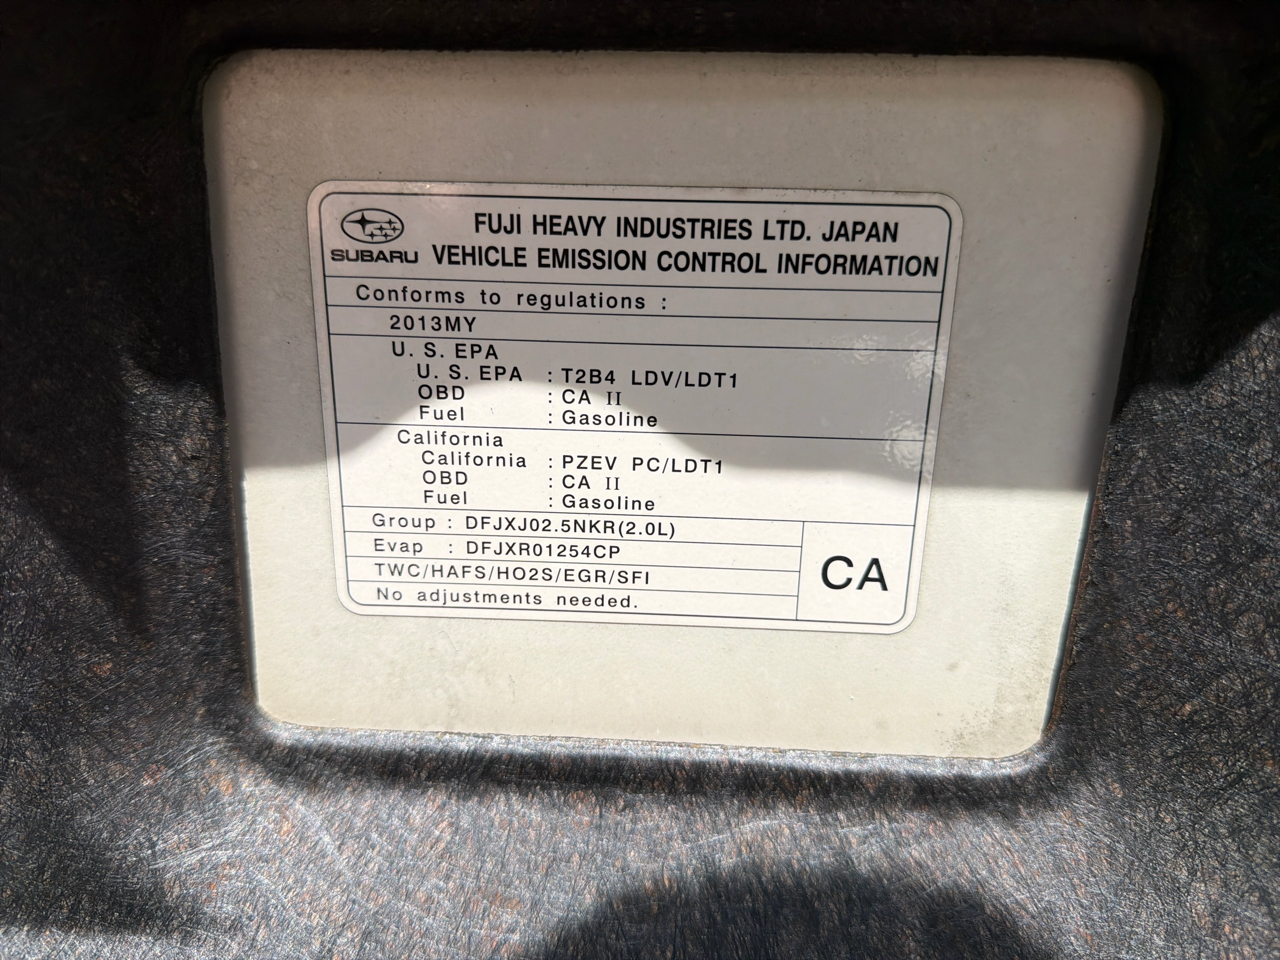 FUJI HEAVY INDUSTRIES LTD. JAPAN
SUBARU VEHICLE EMISSION CONTROL INFORMATION
Conforms to regulations :
2013MY
U. S. EPA
U. S. EPA : T2B4 LDV/LDT1
OBD : CA II
Fuel : Gasoline
California
California : PZEV PC/LDT1
OBD : CA II
Fuel : Gasoline
Group : DFJXJ02.5NKR(2.0L)
Evap : DFJXR01254CP
TWC/HAFS/HO2S/EGR/SFI
No adjustments needed.
CA